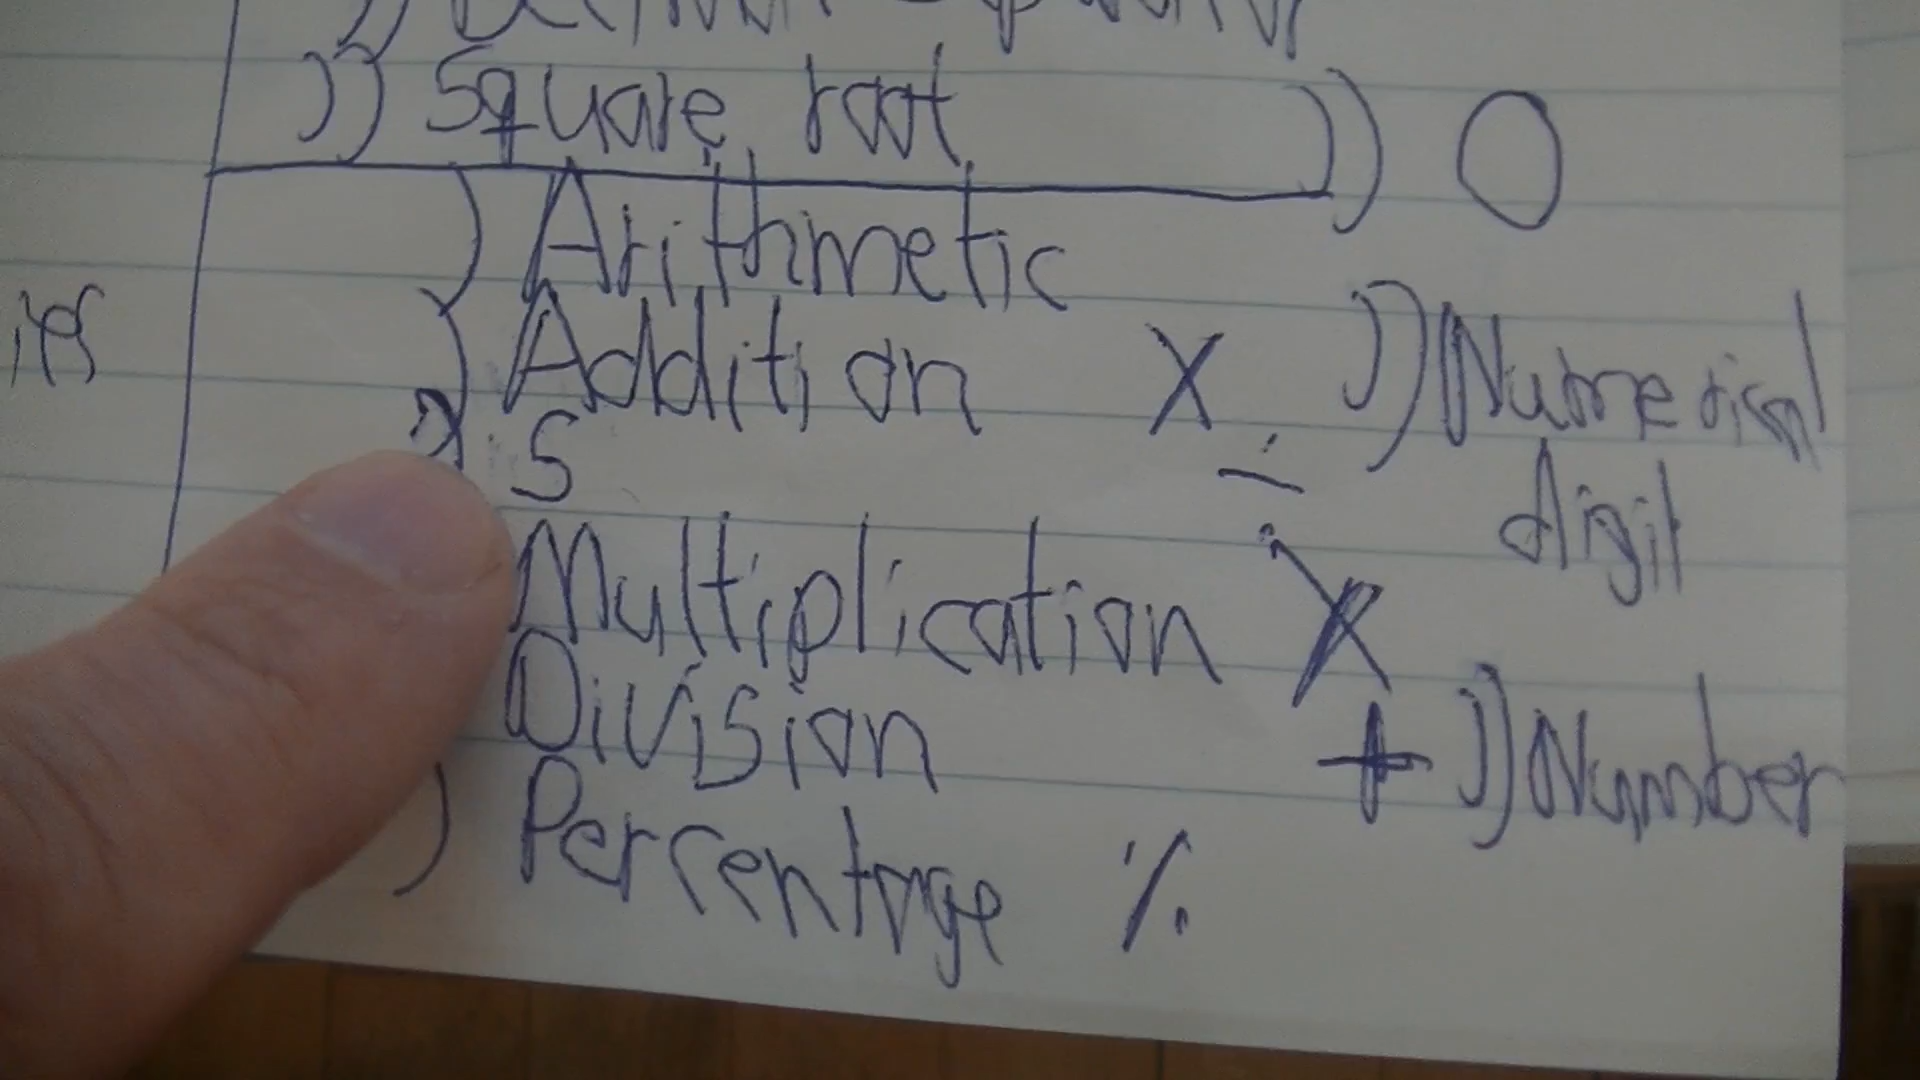 )) Square root
)) O
Arithmetic
Addition X
)) Numerical
digit
S
÷
Multiplication X
Division
+ )) Number
) Percentage %